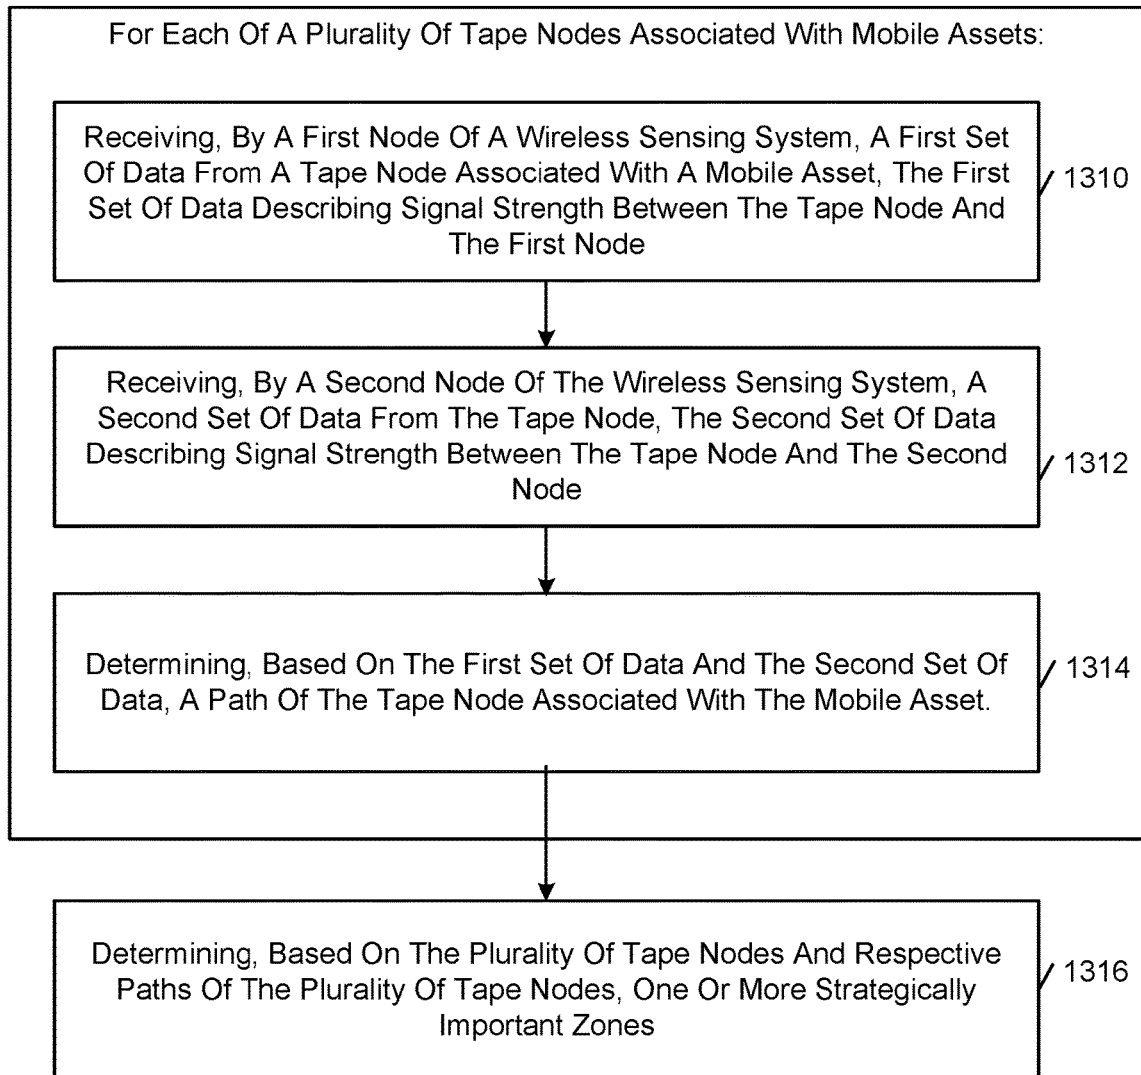 For Each Of A Plurality Of Tape Nodes Associated With Mobile Assets:
Receiving, By A First Node Of A Wireless Sensing System, A First Set
Of Data From A Tape Node Associated With A Mobile Asset, The First
Set Of Data Describing Signal Strength Between The Tape Node And
The First Node
1310
Receiving, By A Second Node Of The Wireless Sensing System, A
Second Set Of Data From The Tape Node, The Second Set Of Data
Describing Signal Strength Between The Tape Node And The Second
Node
1312
Determining, Based On The First Set Of Data And The Second Set Of
Data, A Path Of The Tape Node Associated With The Mobile Asset.
1314
Determining, Based On The Plurality Of Tape Nodes And Respective
Paths Of The Plurality Of Tape Nodes, One Or More Strategically
Important Zones
1316